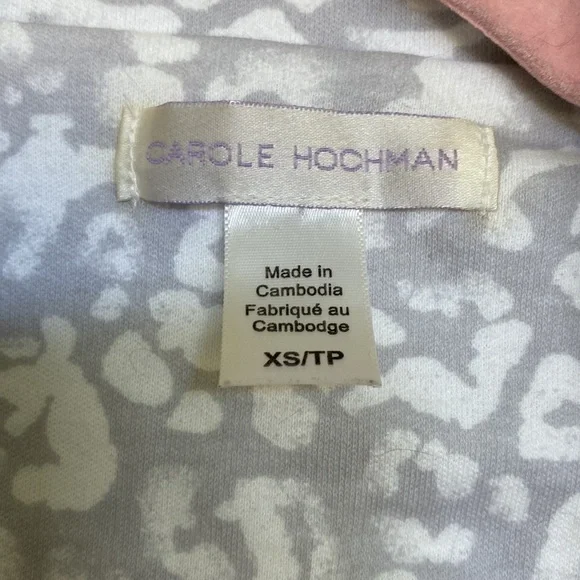 CAROLE HOCHMAN
Made in
Cambodia
Fabriqué au
Cambodge
XS/TP